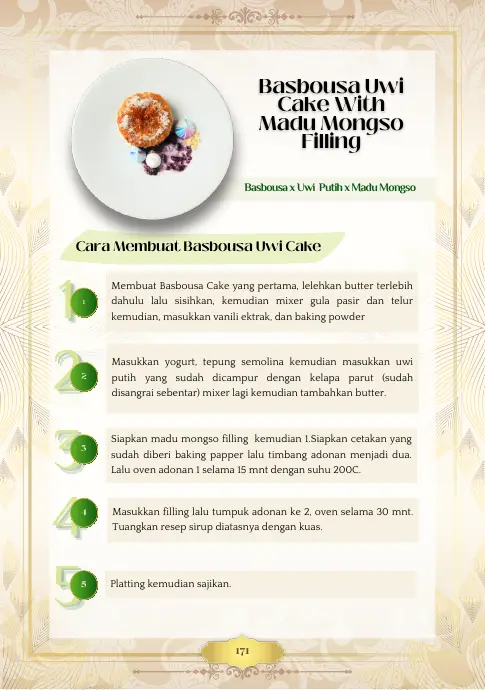 Basbousa Uwi
Cake With
Madu Mongso
Filling
Basbousa x Uwi Putih x Madu Mongso
Cara Membuat Basbousa Uwi Cake
1
1
Membuat Basbousa Cake yang pertama, lelehkan butter terlebih
dahulu lalu sisihkan, kemudian mixer gula pasir dan telur
kemudian, masukkan vanili ektrak, dan baking powder
2
2
Masukkan yogurt, tepung semolina kemudian masukkan uwi
putih yang sudah dicampur dengan kelapa parut (sudah
disangrai sebentar) mixer lagi kemudian tambahkan butter.
3
3
Siapkan madu mongso filling kemudian 1.Siapkan cetakan yang
sudah diberi baking papper lalu timbang adonan menjadi dua.
Lalu oven adonan 1 selama 15 mnt dengan suhu 200C.
4
4
Masukkan filling lalu tumpuk adonan ke 2, oven selama 30 mnt.
Tuangkan resep sirup diatasnya dengan kuas.
5
5
Platting kemudian sajikan.
171